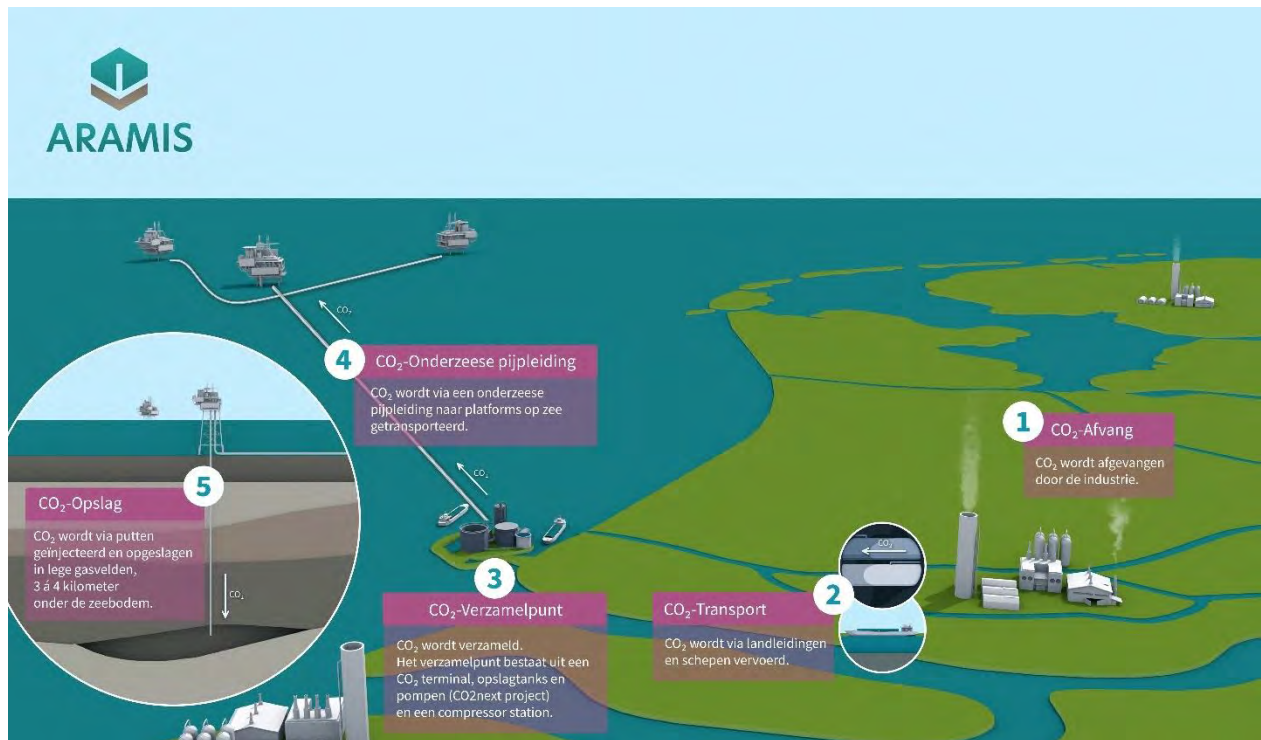 ARAMIS
1
CO₂-Afvang
CO₂ wordt afgevangen
door de industrie.
2
CO₂-Transport
CO₂ wordt via landleidingen
en schepen vervoerd.
CO₂
3
CO₂-Verzamelpunt
CO₂ wordt verzameld.
Het verzamelpunt bestaat uit een
CO₂ terminal, opslagtanks en
pompen (CO2next project)
en een compressor station.
4
CO₂-Onderzeese pijpleiding
CO₂ wordt via een onderzeese
pijpleiding naar platforms op zee
getransporteerd.
CO₂
CO₂
5
CO₂-Opslag
CO₂ wordt via putten
geïnjecteerd en opgeslagen
in lege gasvelden,
3 á 4 kilometer
onder de zeebodem.
CO₂